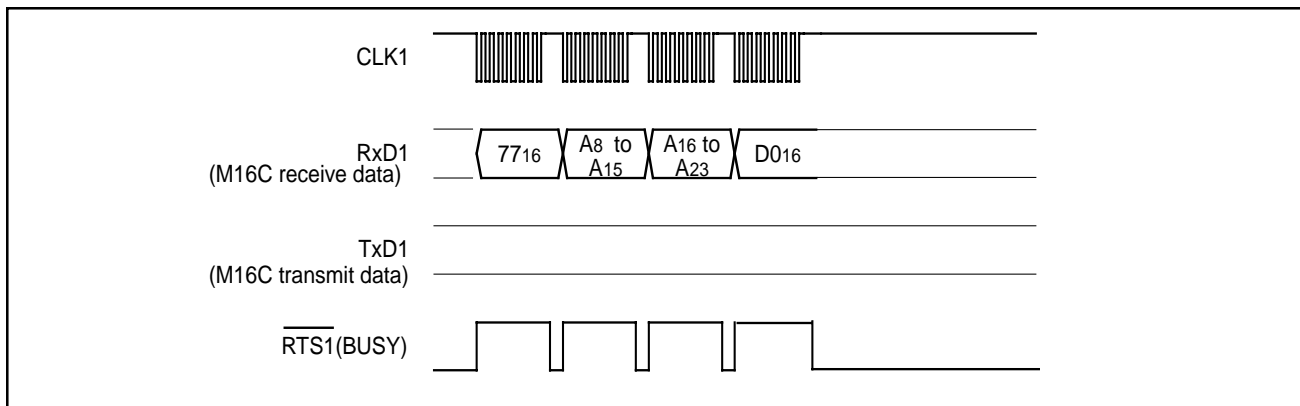 CLK1
RxD1
(M16C receive data)
7716
A8 to
A15
A16 to
A23
D016
TxD1
(M16C transmit data)
RTS1(BUSY)